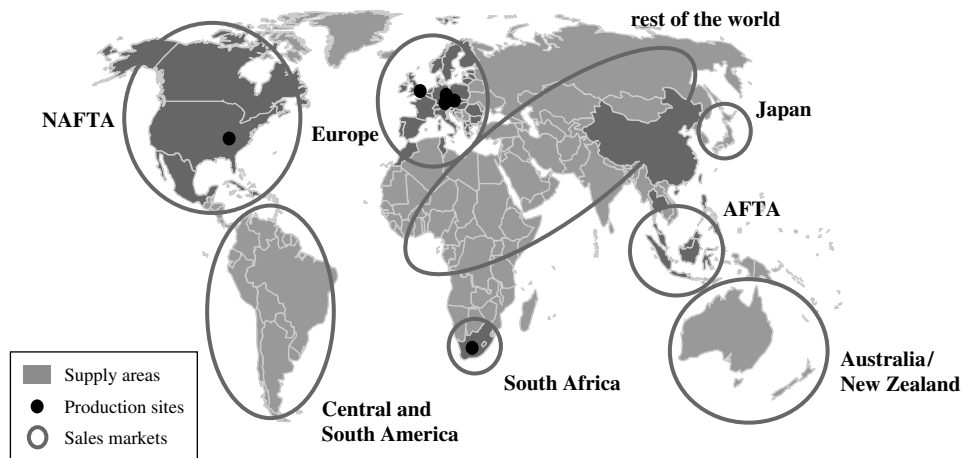 rest of the world
NAFTA
Europe
Japan
AFTA
South Africa
Australia/
New Zealand
Central and
South America
Supply areas
Production sites
Sales markets